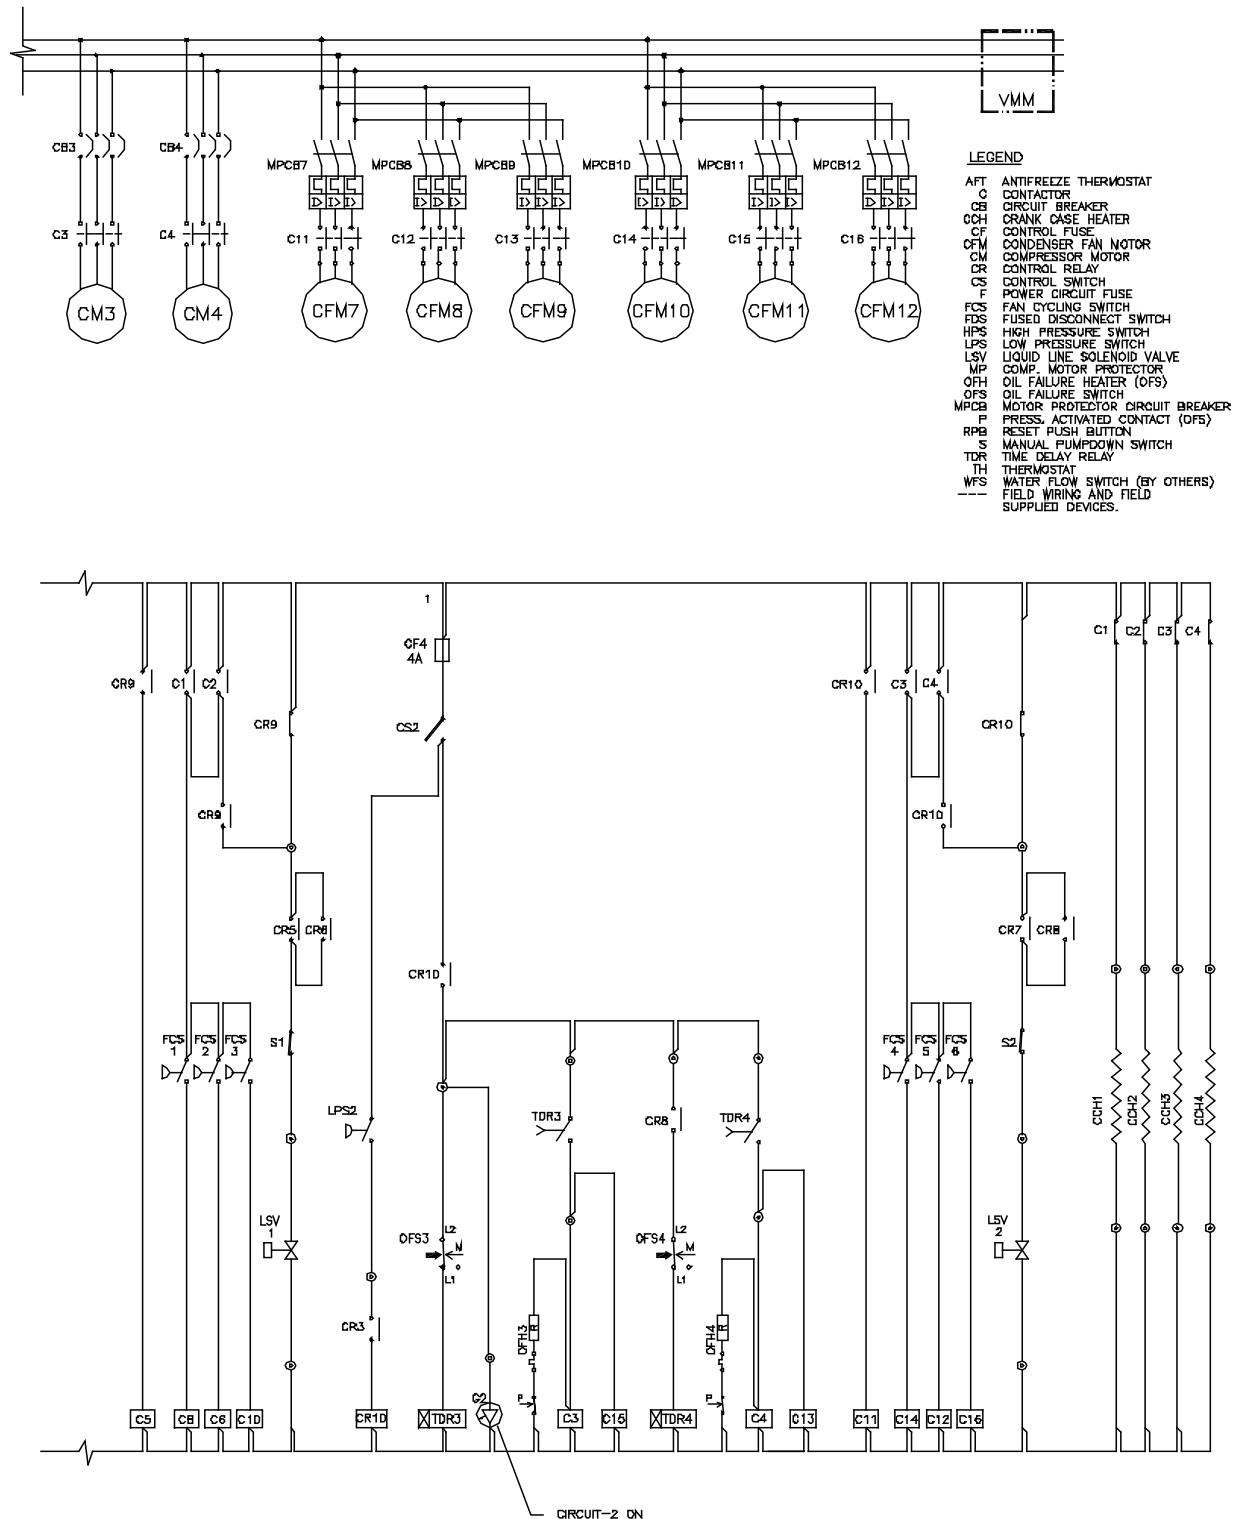 VMM
CB3
CB4
MPCB7
MPCB8
MPCB9
MPCB10
MPCB11
MPCB12
I> I> I>
I> I> I>
I> I> I>
I> I> I>
I> I> I>
I> I> I>
C3
C4
C11
C12
C13
C14
C15
C16
CM3
CM4
CFM7
CFM8
CFM9
CFM10
CFM11
CFM12
LEGEND
AFT ANTIFREEZE THERMOSTAT
C CONTACTOR
CB CIRCUIT BREAKER
CCH CRANK CASE HEATER
CF CONTROL FUSE
CFM CONDENSER FAN MOTOR
CM COMPRESSOR MOTOR
CR CONTROL RELAY
CS CONTROL SWITCH
F POWER CIRCUIT FUSE
FCS FAN CYCLING SWITCH
FDS FUSED DISCONNECT SWITCH
HPS HIGH PRESSURE SWITCH
LPS LOW PRESSURE SWITCH
LSV LIQUID LINE SOLENOID VALVE
MP COMP. MOTOR PROTECTOR
OFH OIL FAILURE HEATER (OFS)
OFS OIL FAILURE SWITCH
MPCB MOTOR PROTECTOR CIRCUIT BREAKER
P PRESS. ACTIVATED CONTACT (OFS)
RPB RESET PUSH BUTTON
S MANUAL PUMPDOWN SWITCH
TDR TIME DELAY RELAY
TH THERMOSTAT
WFS WATER FLOW SWITCH (BY OTHERS)
--- FIELD WIRING AND FIELD
SUPPLIED DEVICES.
1
CF4
4A
C1
C2
C3
C4
CR9
C1
C2
CR10
C3
C4
CR9
CS2
CR10
CR9
CR10
CR5
CR6
CR7
CR8
CR10
FCS
1
FCS
2
FCS
3
S1
FCS
4
FCS
5
FCS
6
S2
LPS2
TDR3
CR8
TDR4
CCH1
CCH2
CCH3
CCH4
LSV
1
OFS3
L2
M
L1
OFS4
L2
M
L1
LSV
2
CR3
OFH3
R
OFH4
R
P
P
G2
C5
C8
C6
C10
CR10
TDR3
C3
C15
TDR4
C4
C13
C11
C14
C12
C16
CIRCUIT-2 ON